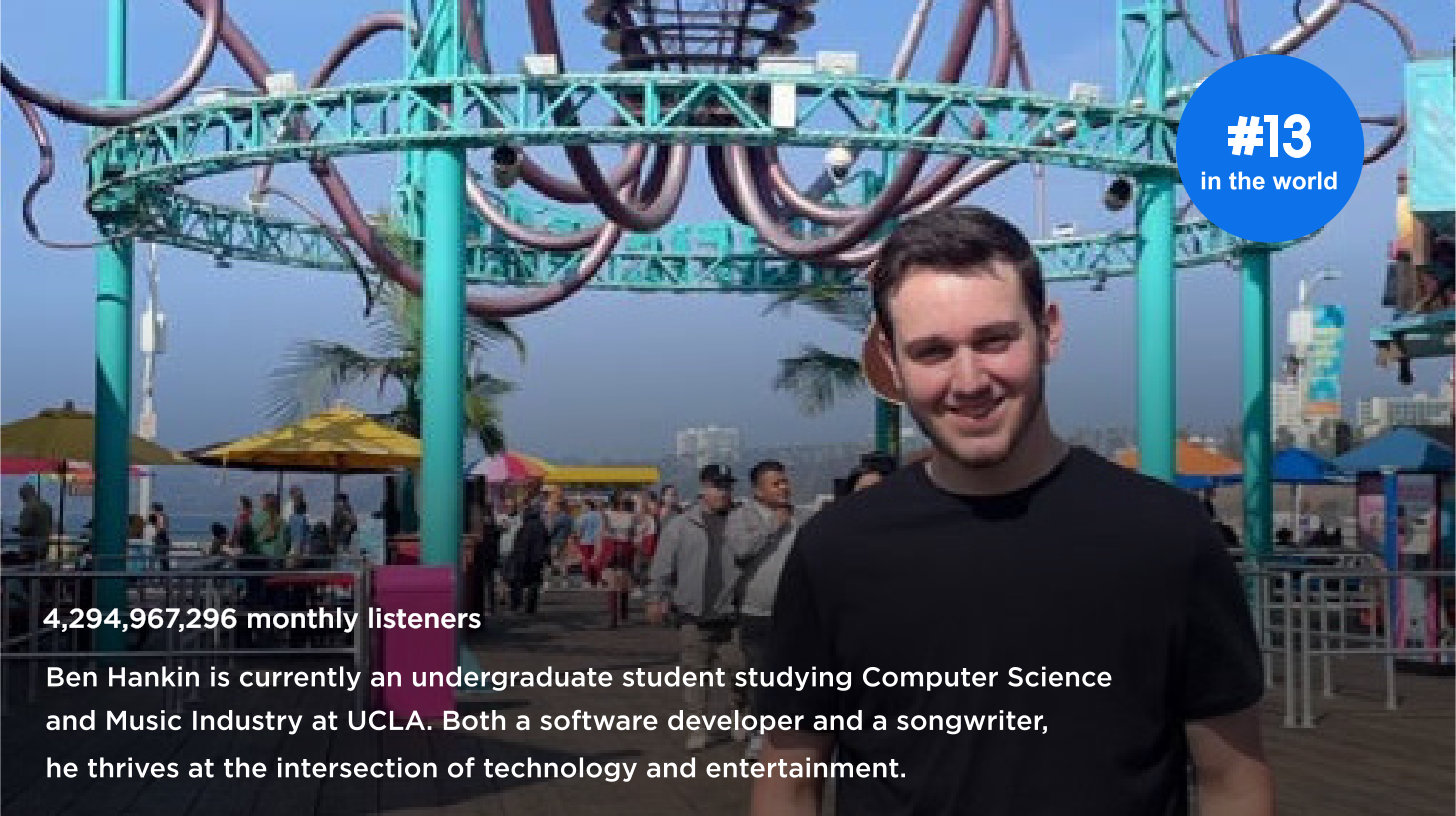 #13
in the world
4,294,967,296 monthly listeners
Ben Hankin is currently an undergraduate student studying Computer Science
and Music Industry at UCLA. Both a software developer and a songwriter,
he thrives at the intersection of technology and entertainment.